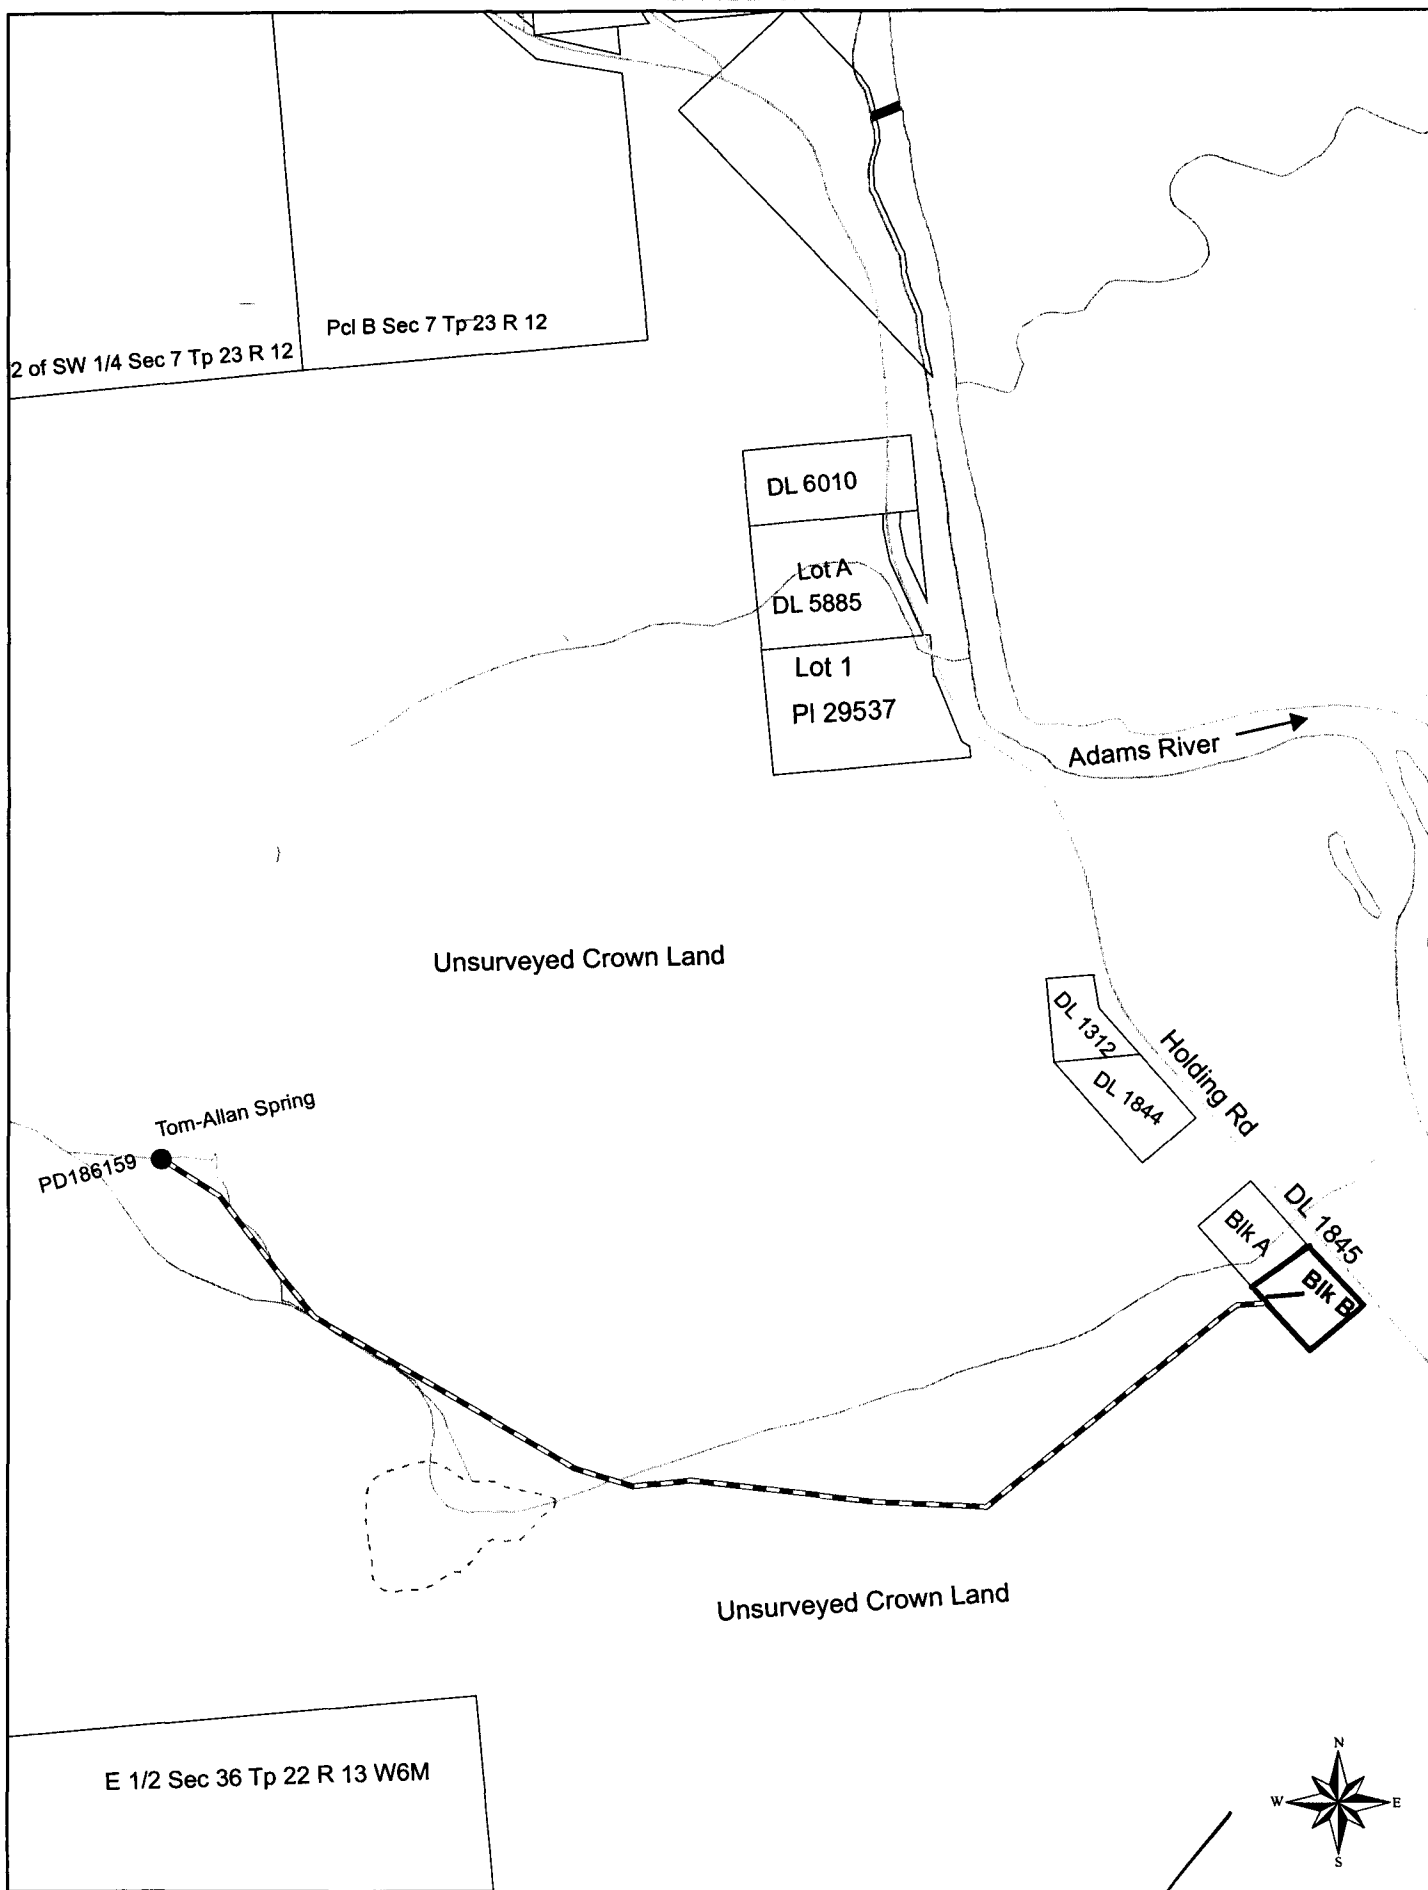 Pcl B Sec 7 Tp 23 R 12
2 of SW 1/4 Sec 7 Tp 23 R 12
DL 6010
Lot A
DL 5885
Lot 1
Pl 29537
Adams River
Unsurveyed Crown Land
DL 1312
DL 1844
Holding Rd
Tom-Allan Spring
PD186159
DL 1845
Blk A
Blk B
Unsurveyed Crown Land
E 1/2 Sec 36 Tp 22 R 13 W6M
N
W E
S